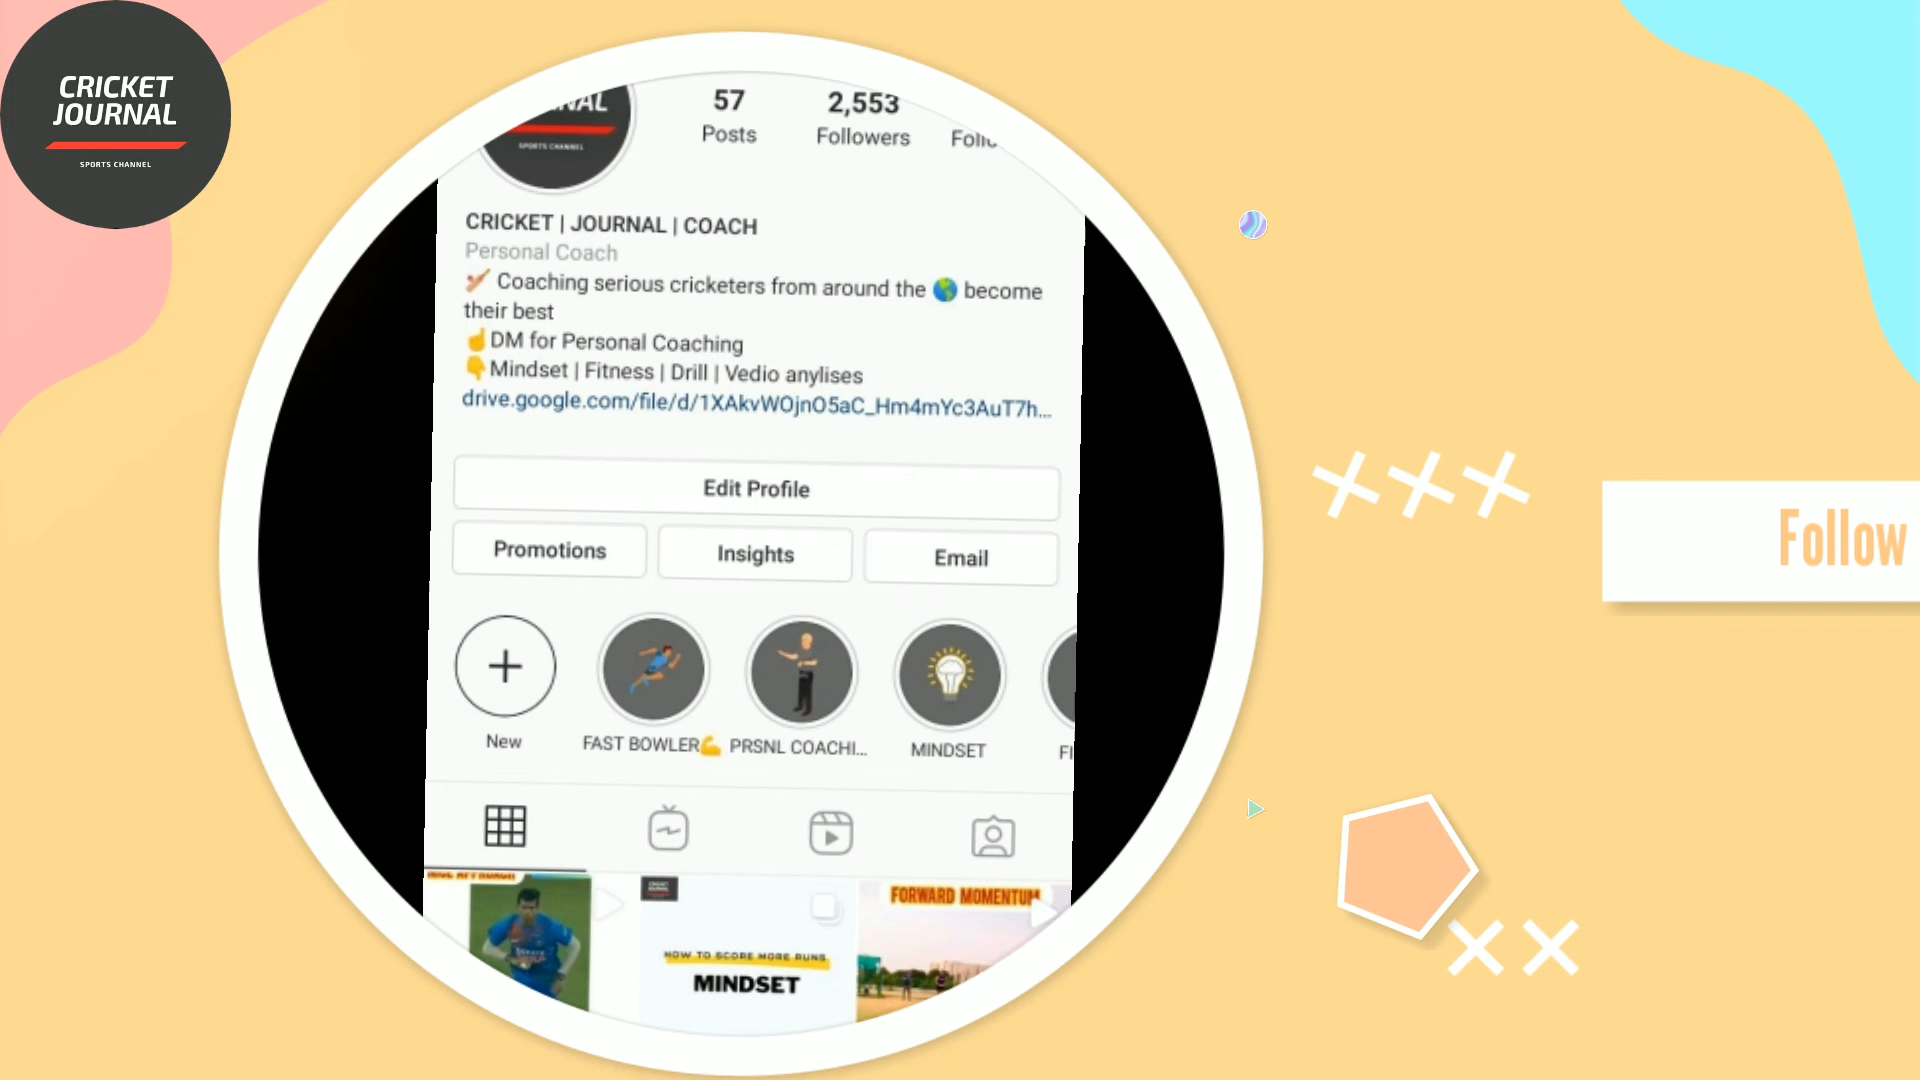 CRICKET
JOURNAL
SPORTS CHANNEL
SPORTS CHANNEL
57
Posts
2,553
Followers
CRICKET | JOURNAL | COACH
Personal Coach
🏏 Coaching serious cricketers from around the 🌎 become
their best
☝️DM for Personal Coaching
👇Mindset | Fitness | Drill | Vedio anylises
drive.google.com/file/d/1XAkvWOjnO5aC_Hm4mYc3AuT7h...
Edit Profile
Promotions
Insights
Email
New
FAST BOWLER💪
PRSNL COACHI...
MINDSET
FORWARD MOMENTUM
HOW TO SCORE MORE RUNS
MINDSET
Follow